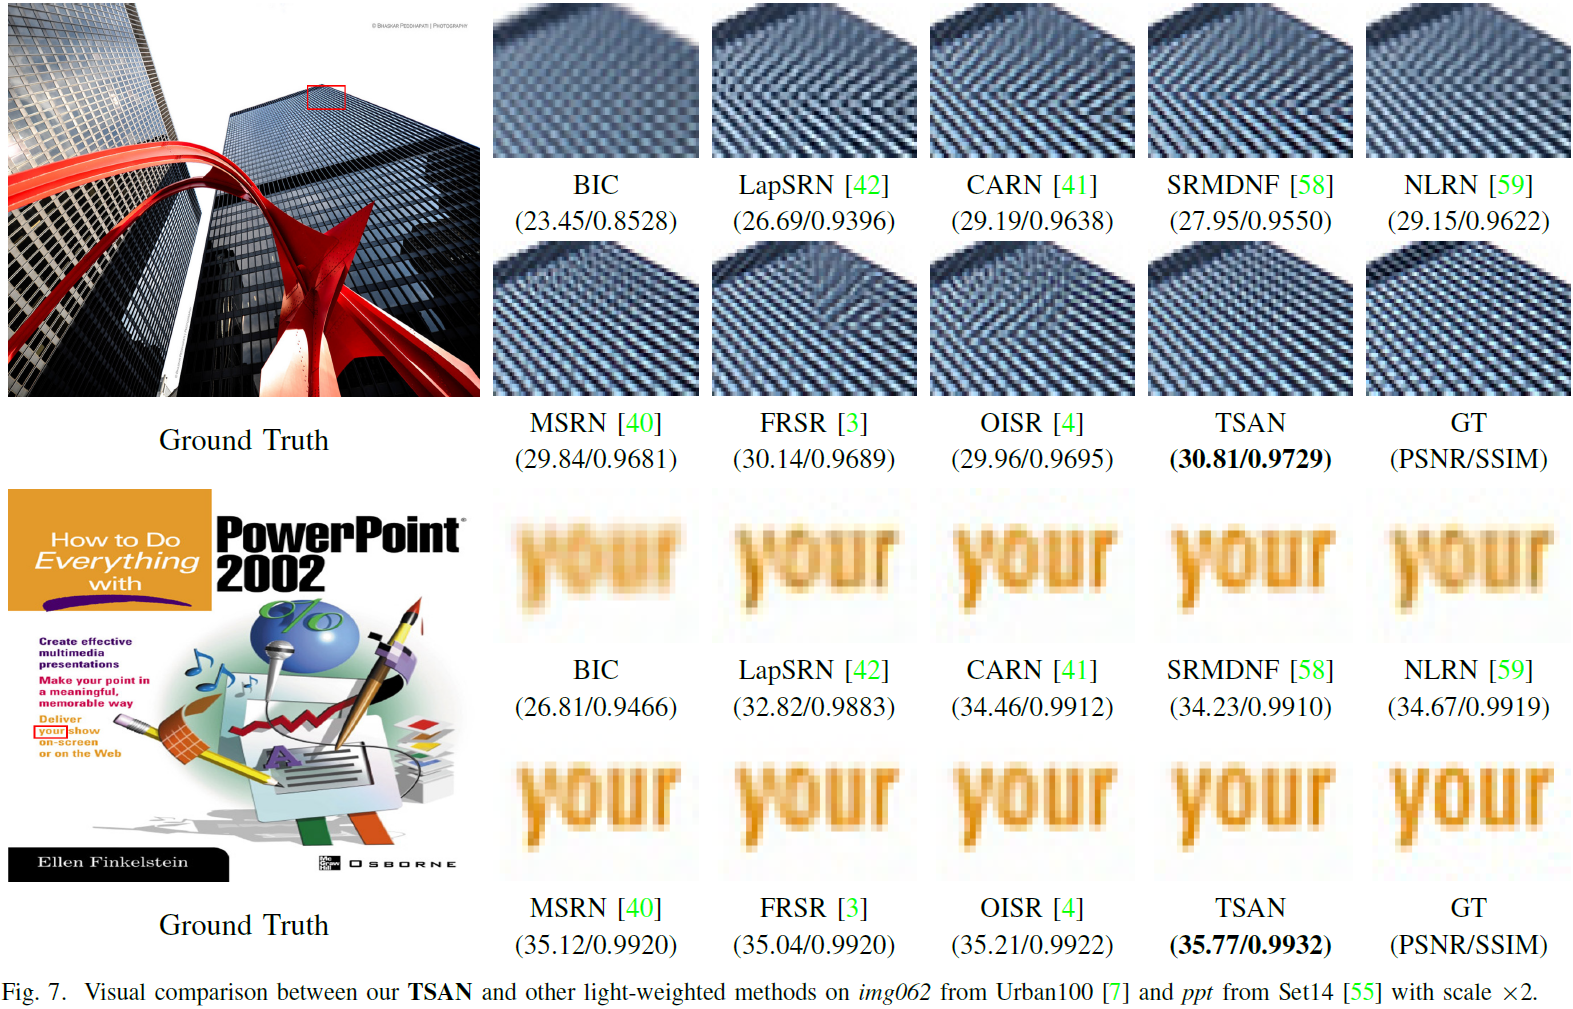 © Bhaskar Peddhapati | Photography
BIC LapSRN [42] CARN [41] SRMDNF [58] NLRN [59]
(23.45/0.8528) (26.69/0.9396) (29.19/0.9638) (27.95/0.9550) (29.15/0.9622)
MSRN [40] FRSR [3] OISR [4] TSAN GT
(29.84/0.9681) (30.14/0.9689) (29.96/0.9695) (30.81/0.9729) (PSNR/SSIM)
Ground Truth
How to Do
Everything
with
PowerPoint®
2002
Create effective
multimedia
presentations
Make your point in
a meaningful,
memorable way
Deliver
your show
on-screen
or on the Web
%
A
Ellen Finkelstein
Mc
Graw
Hill
OSBORNE
your your your your your
BIC LapSRN [42] CARN [41] SRMDNF [58] NLRN [59]
(26.81/0.9466) (32.82/0.9883) (34.46/0.9912) (34.23/0.9910) (34.67/0.9919)
your your your your your
MSRN [40] FRSR [3] OISR [4] TSAN GT
(35.12/0.9920) (35.04/0.9920) (35.21/0.9922) (35.77/0.9932) (PSNR/SSIM)
Ground Truth
Fig. 7. Visual comparison between our TSAN and other light-weighted methods on img062 from Urban100 [7] and ppt from Set14 [55] with scale ×2.